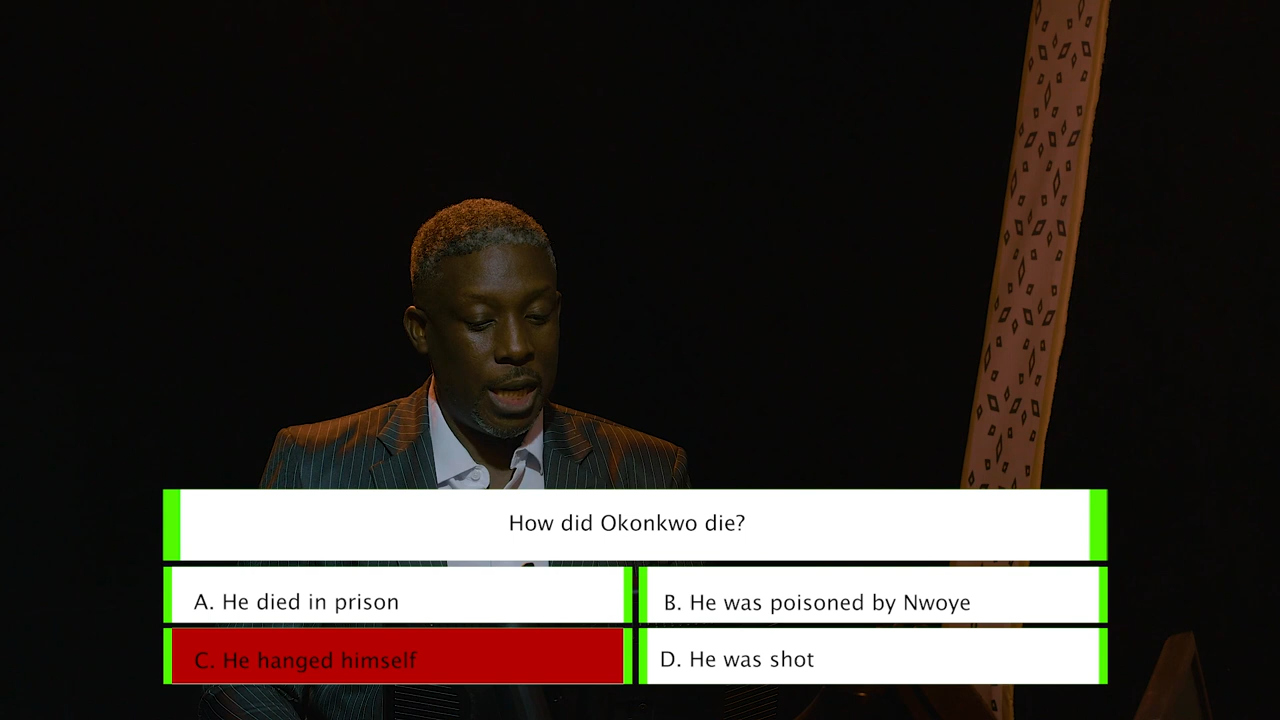 How did Okonkwo die?
A. He died in prison
B. He was poisoned by Nwoye
C. He hanged himself
D. He was shot